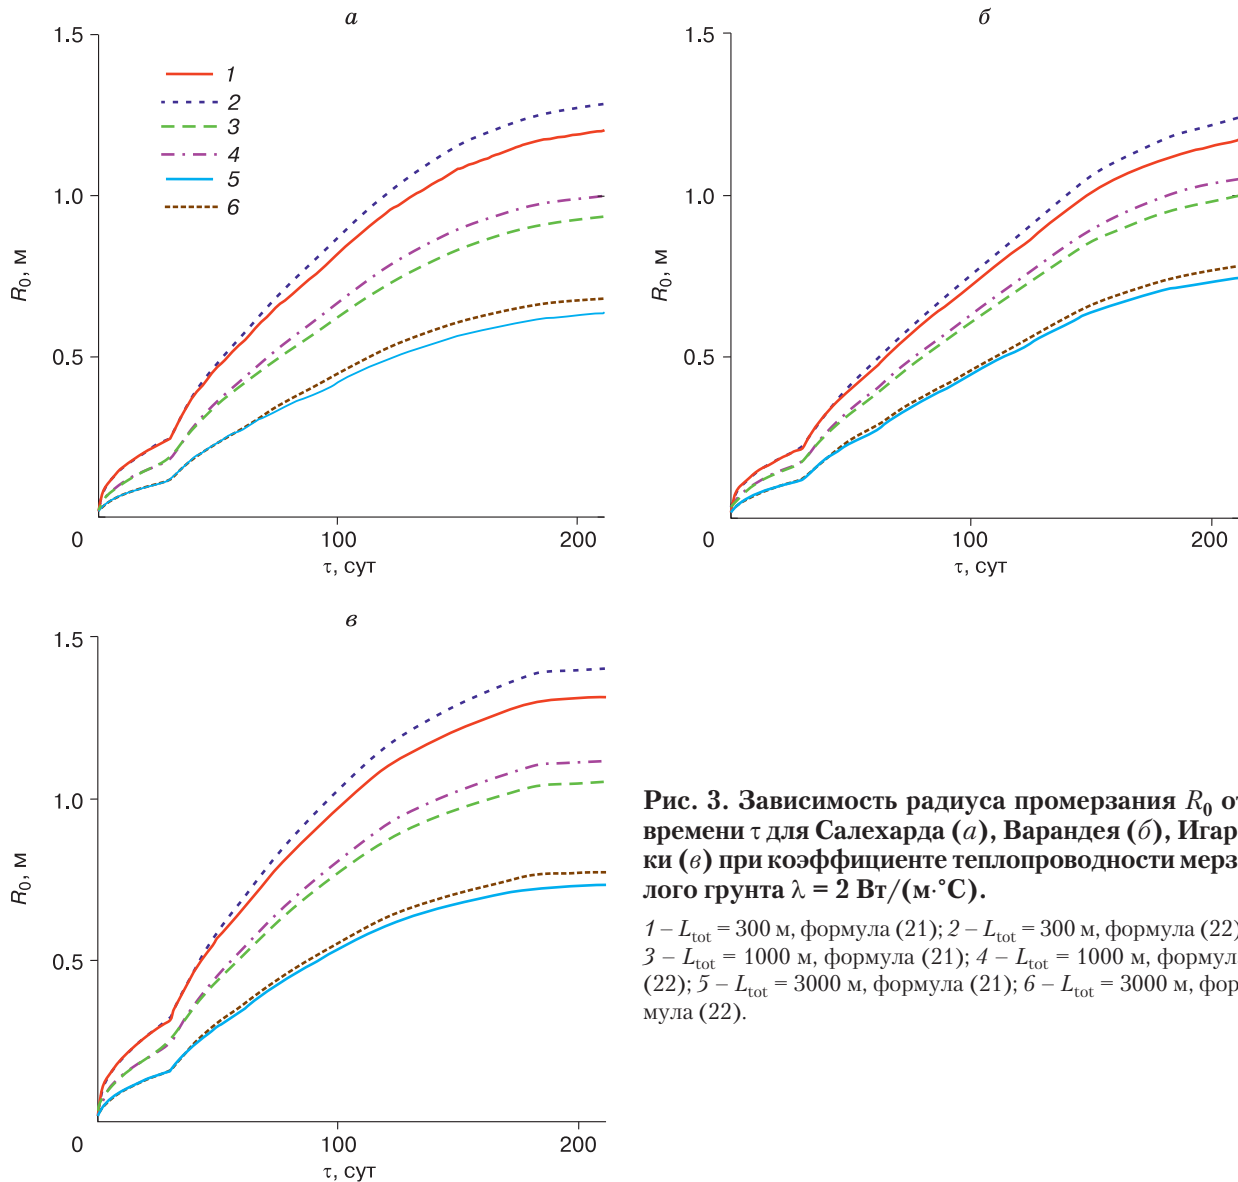 а
1.5
1.0
0.5
0
R₀, м
1
2
3
4
5
6
100
200
τ, сут
б
1.5
1.0
0.5
0
R₀, м
100
200
τ, сут
в
1.5
1.0
0.5
0
R₀, м
100
200
τ, сут
Рис. 3. Зависимость радиуса промерзания R₀ от
времени τ для Салехарда (а), Варандея (б), Игар-
ки (в) при коэффициенте теплопроводности мерз-
лого грунта λ = 2 Вт/(м·°C).
1 – Lₜₒₜ = 300 м, формула (21); 2 – Lₜₒₜ = 300 м, формула (22)
3 – Lₜₒₜ = 1000 м, формула (21); 4 – Lₜₒₜ = 1000 м, формул
(22); 5 – Lₜₒₜ = 3000 м, формула (21); 6 – Lₜₒₜ = 3000 м, фор
мула (22).